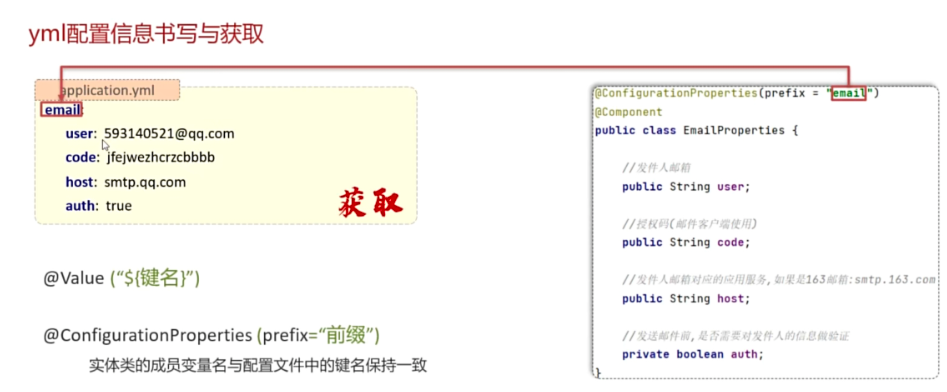 yml配置信息书写与获取
application.yml
email:
user: 593140521@qq.com
code: jfejwezhcrzcbbbb
host: smtp.qq.com
auth: true
获取
@Value (“${键名}”)
@ConfigurationProperties (prefix=“前缀”)
实体类的成员变量名与配置文件中的键名保持一致
@ConfigurationProperties(prefix = "email")
@Component
public class EmailProperties {
//发件人邮箱
public String user;
//授权码(邮件客户端使用)
public String code;
//发件人邮箱对应的应用服务,如果是163邮箱:smtp.163.com
public String host;
//发送邮件前,是否需要对发件人的信息做验证
private boolean auth;
}